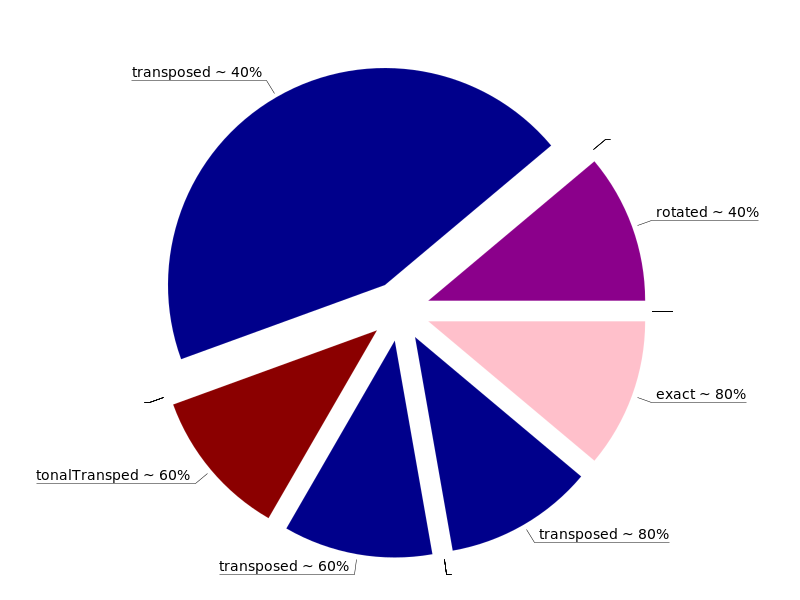 transposed ~ 40%
rotated ~ 40%
exact ~ 80%
tonalTransped ~ 60%
transposed ~ 80%
transposed ~ 60%